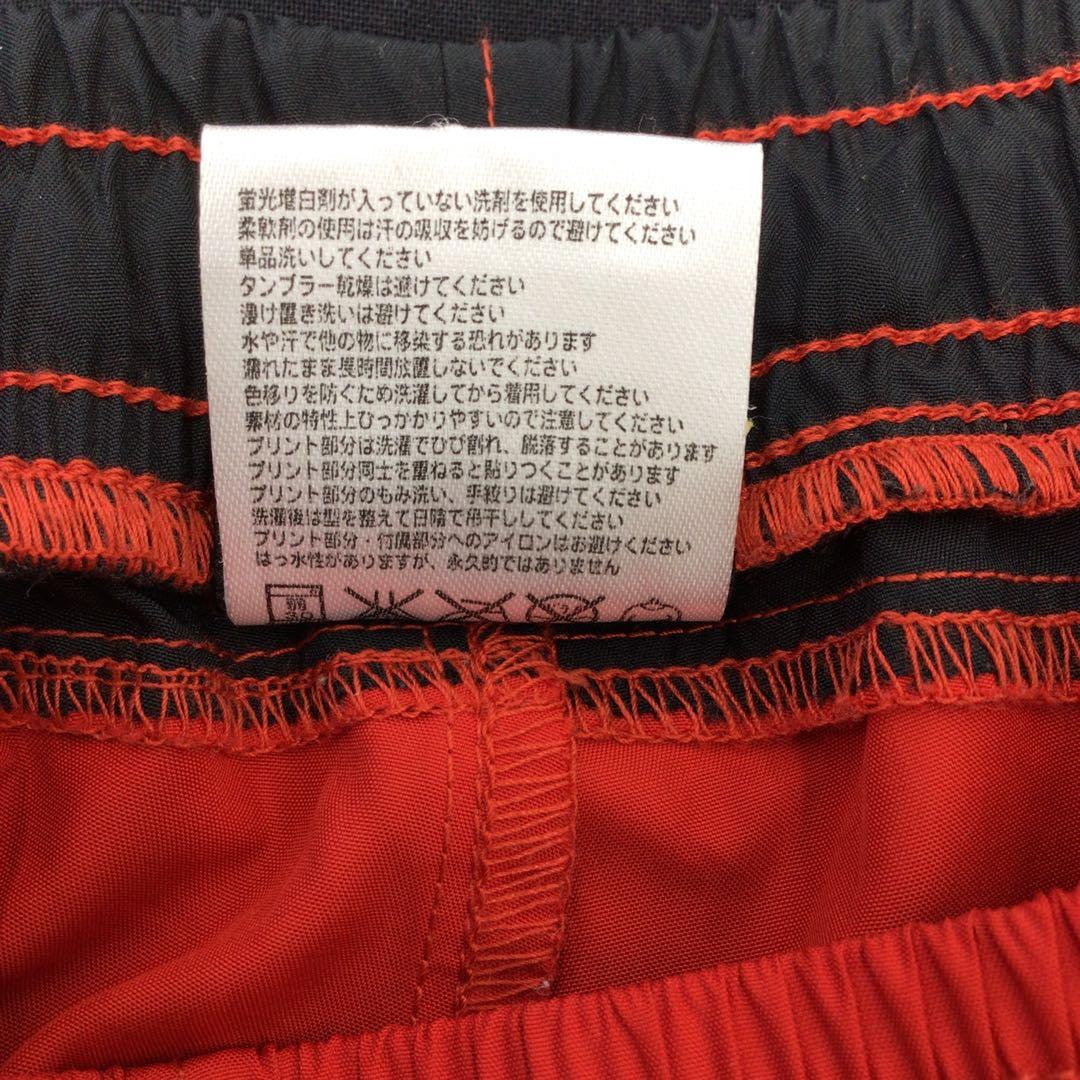 蛍光増白剤が入っていない洗剤を使用してください
柔軟剤の使用は汗の吸収を妨げるので避けてください
単品洗いしてください
タンブラー乾燥は避けてください
浸け置き洗いは避けてください
水や汗で他の物に移染する恐れがあります
濡れたまま長時間放置しないでください
色移りを防ぐため洗濯してから着用してください
素材の特性上ひっかかりやすいので注意してください
プリント部分は洗濯でひび割れ、脱落することがあります
プリント部分同士を重ねると貼りつくことがあります
プリント部分のもみ洗い、手絞りは避けてください
洗濯後は型を整えて日陰で吊干ししてください
プリント部分・付属部分へのアイロンはお避けください
はっ水性がありますが、永久的ではありません
弱